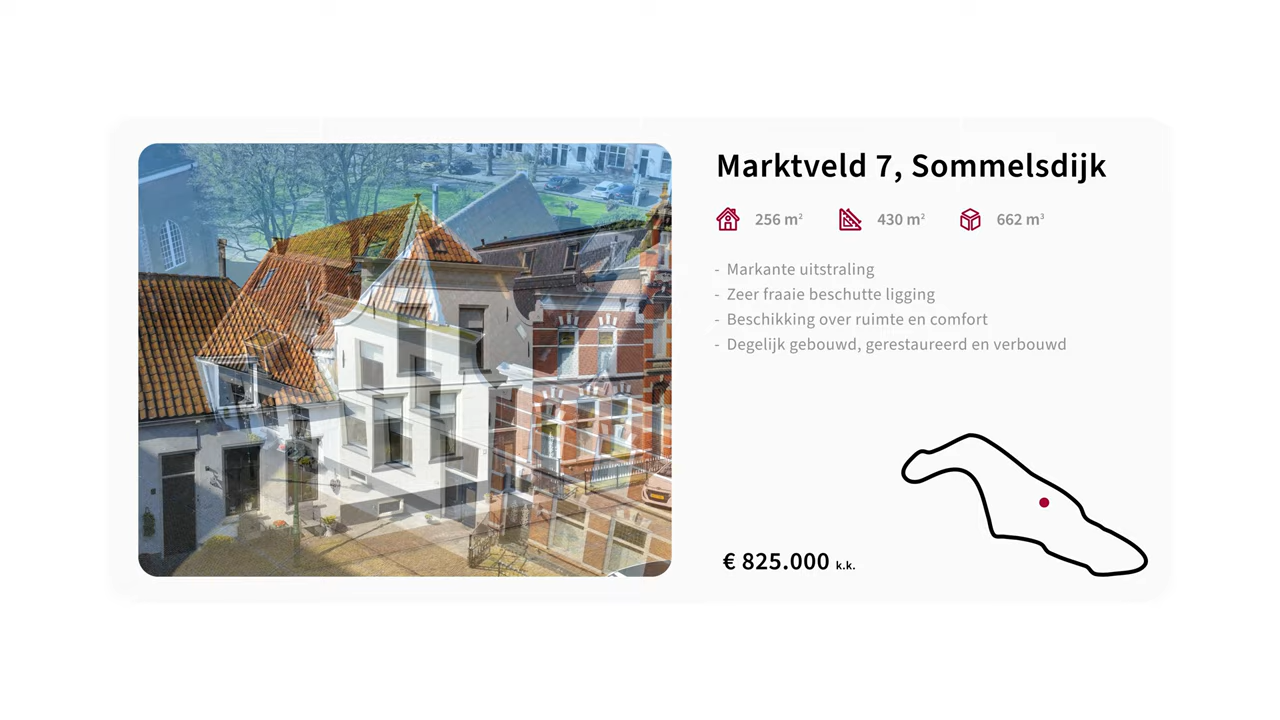 Marktveld 7, Sommelsdijk
256 m² 430 m² 662 m³
- Markante uitstraling
- Zeer fraaie beschutte ligging
- Beschikking over ruimte en comfort
- Degelijk gebouwd, gerestaureerd en verbouwd
€ 825.000 k.k.